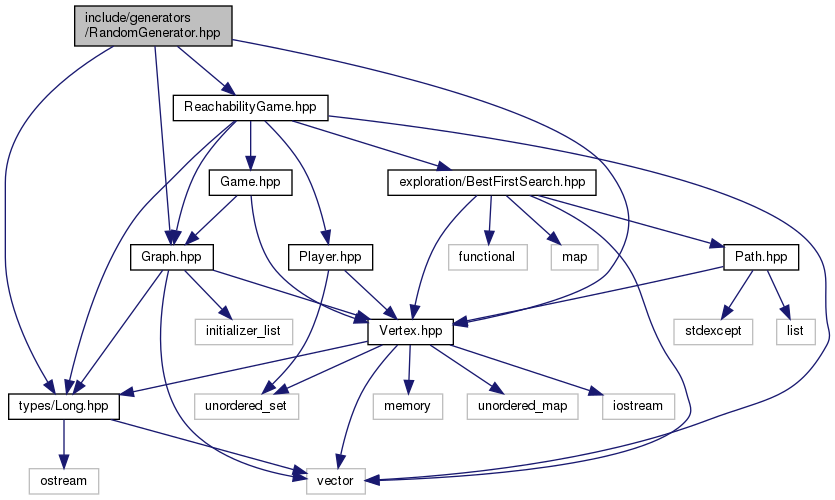 include/generators
/RandomGenerator.hpp
ReachabilityGame.hpp
Game.hpp
exploration/BestFirstSearch.hpp
Graph.hpp
Player.hpp
functional
map
Path.hpp
initializer_list
Vertex.hpp
stdexcept
list
types/Long.hpp
unordered_set
memory
unordered_map
iostream
ostream
vector